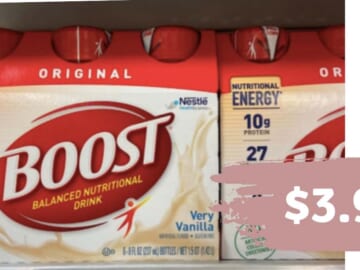 ORIGINAL
Nestlé
BOOST
BALANCED NUTRITIONAL
DRINK
Very
Vanilla
NUTRITIONAL
ENERGY
10g
PROTEIN
27
OR
$3.9